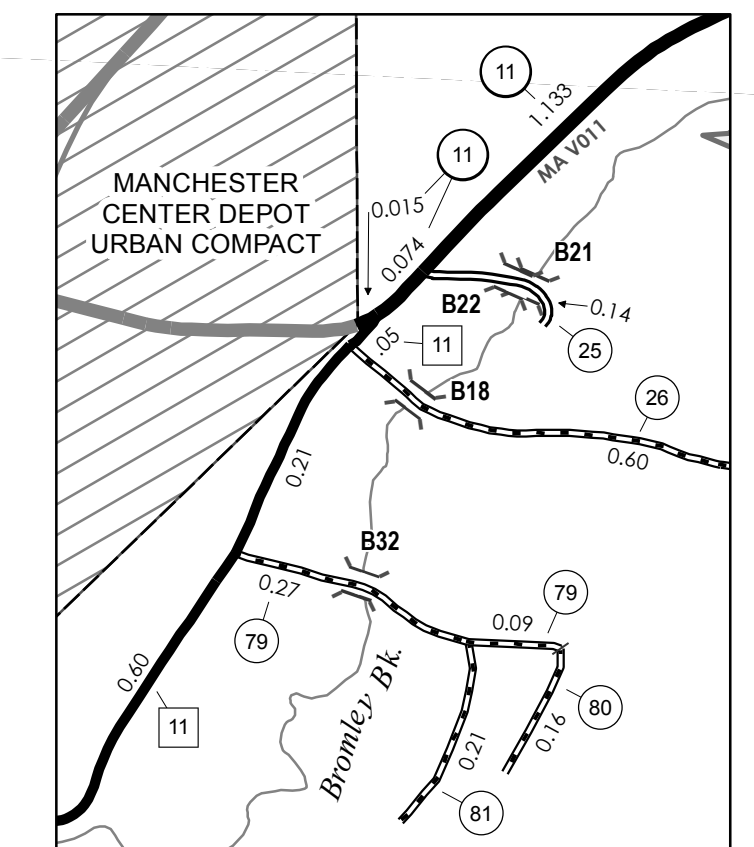 11
1.133
MA V011
11
MANCHESTER
CENTER DEPOT
URBAN COMPACT
0.015
0.074
B21
B22
0.14
25
.05
11
B18
26
0.60
0.21
B32
0.27
79
0.09
79
0.60
11
Bromley Bk.
80
0.16
0.21
81